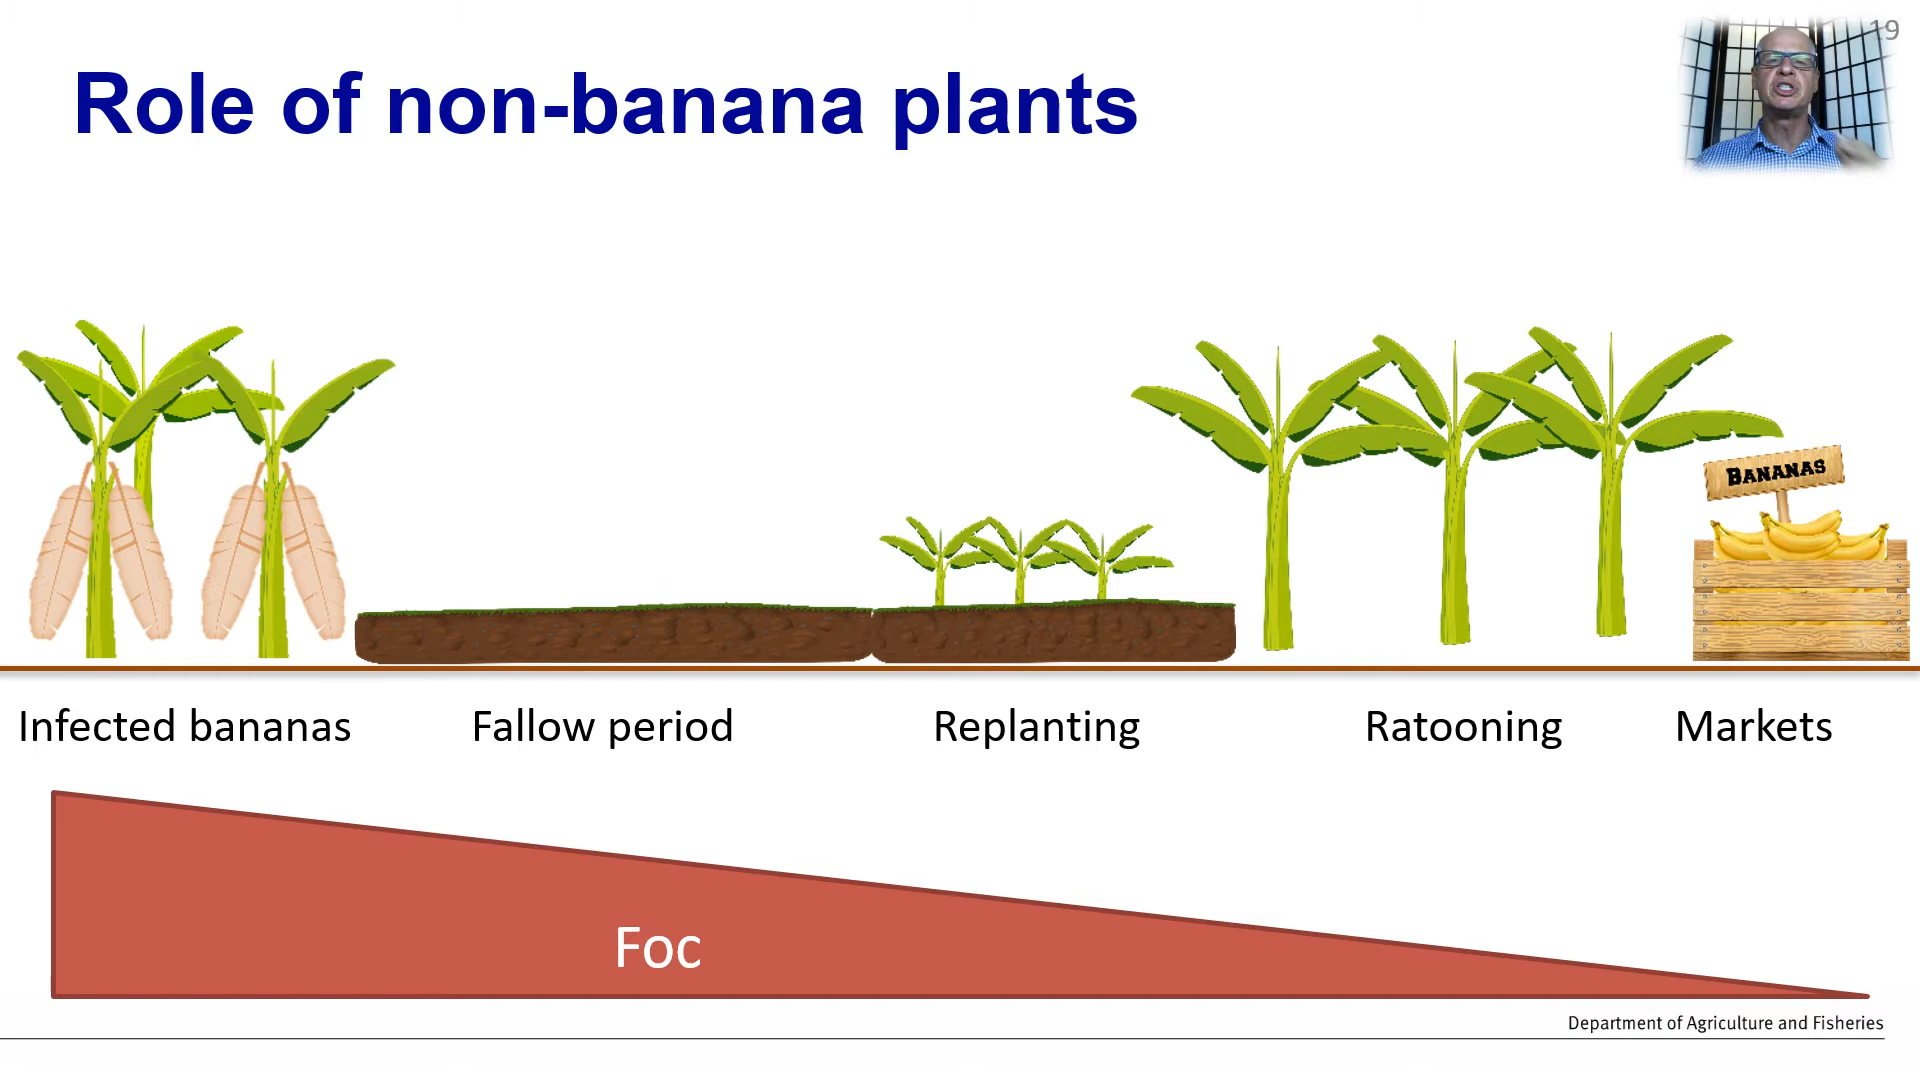 19
Role of non-banana plants
BANANAS
Infected bananas
Fallow period
Replanting
Ratooning
Markets
Foc
Department of Agriculture and Fisheries